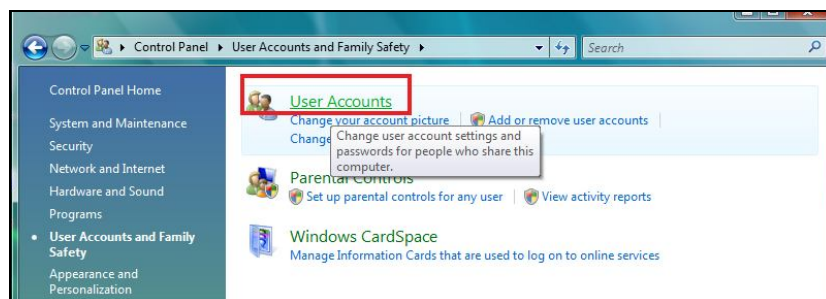 Control Panel ▸ User Accounts and Family Safety ▸
Search
Control Panel Home
System and Maintenance
Security
Network and Internet
Hardware and Sound
Programs
• User Accounts and Family
Safety
Appearance and
Personalization
User Accounts
Change your account picture | Add or remove user accounts |
Change
Change user account settings and
passwords for people who share this
computer.
Parental Controls
Set up parental controls for any user | View activity reports
Windows CardSpace
Manage Information Cards that are used to log on to online services